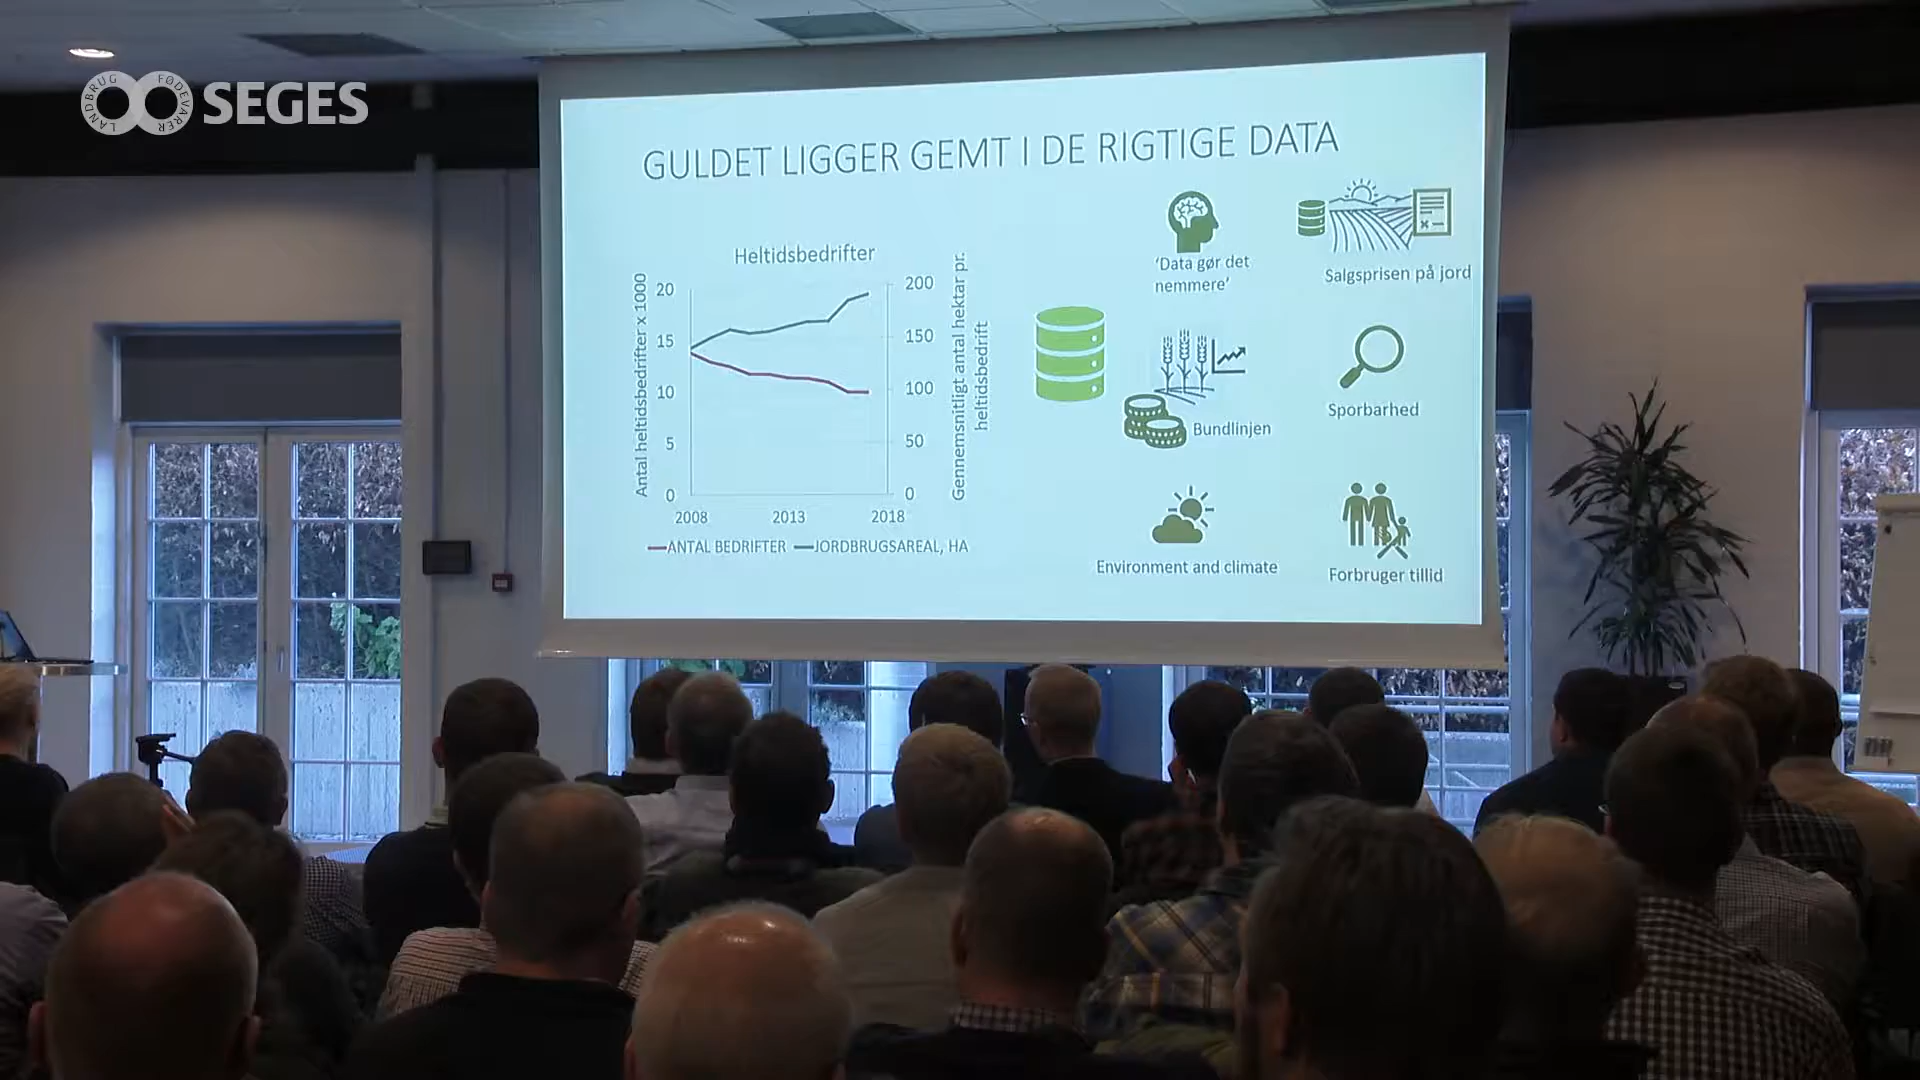 LANDBRUG FØDEVARER
SEGES
GULDET LIGGER GEMT I DE RIGTIGE DATA
Heltidsbedrifter
Antal heltidsbedrifter x 1000
20
15
10
5
0
200
150
100
50
0
Gennemsnitligt antal hektar pr.
heltidsbedrift
2008 2013 2018
ANTAL BEDRIFTER JORDBRUGSAREAL, HA
'Data gør det
nemmere'
Salgsprisen på jord
Bundlinjen
Sporbarhed
Environment and climate
Forbruger tillid